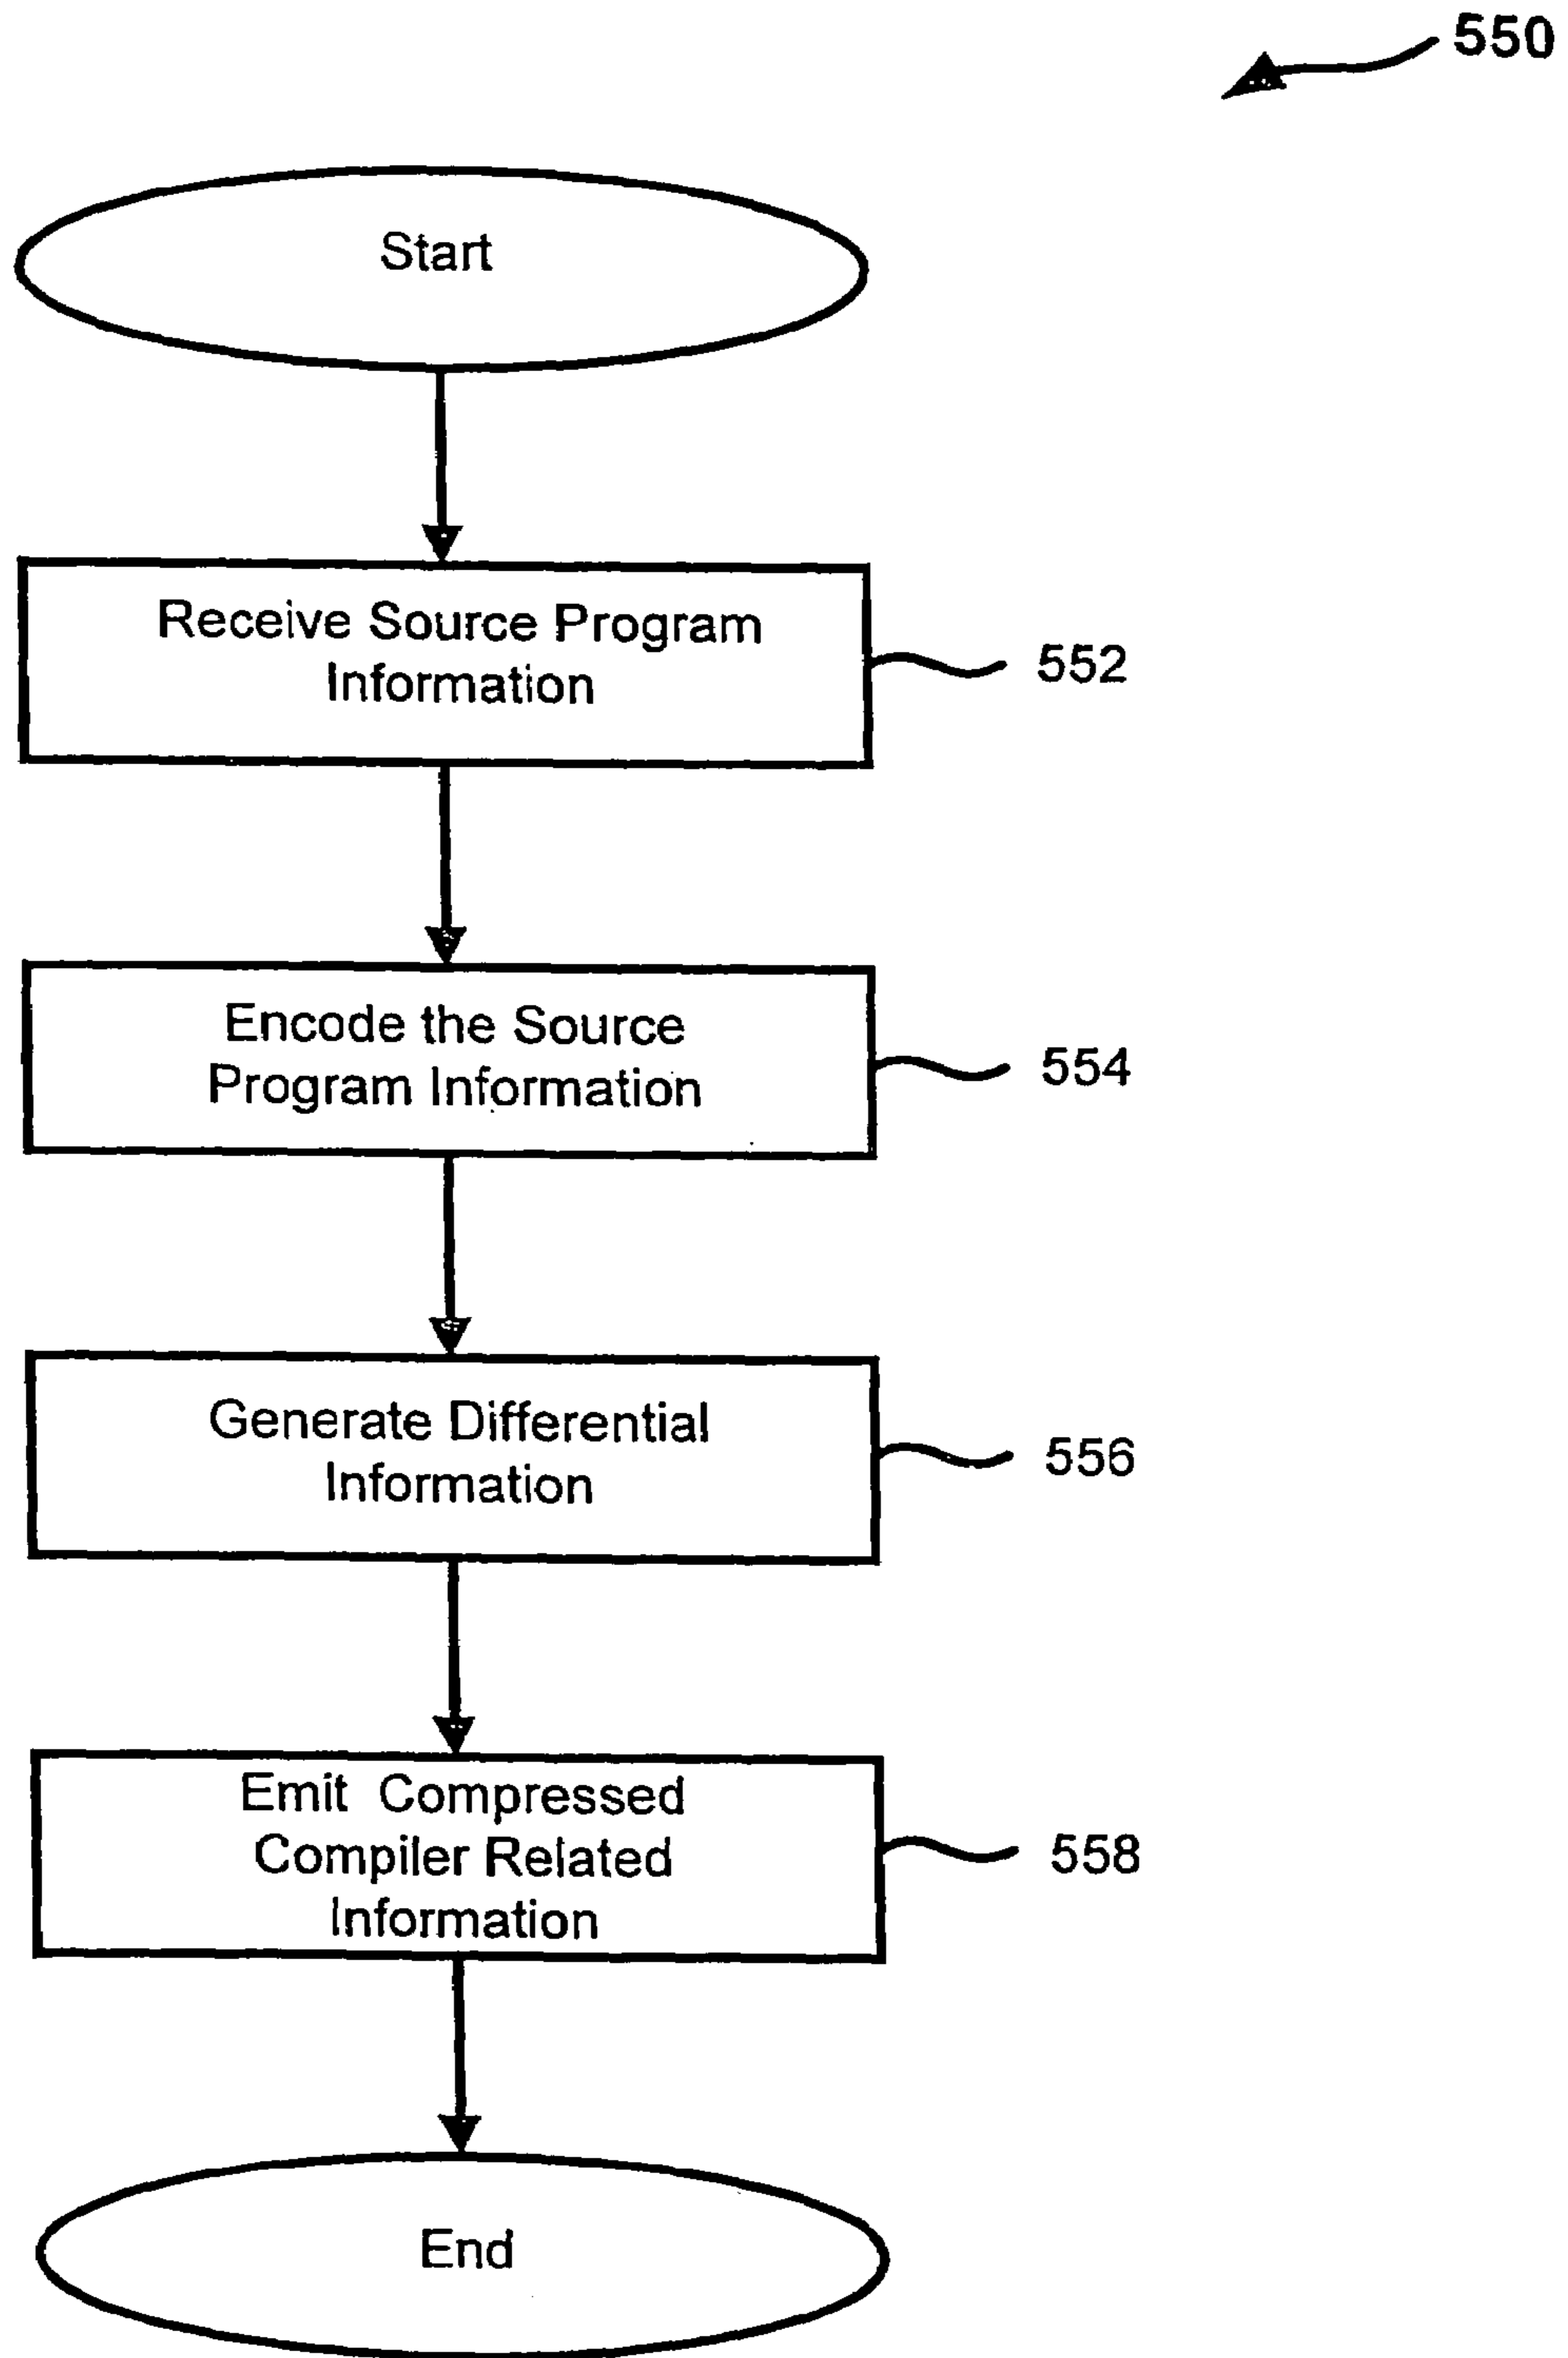 550
Start
Receive Source Program
Information
552
Encode the Source
Program Information
554
Generate Differential
Information
556
Emit Compressed
Compiler Related
Information
558
End